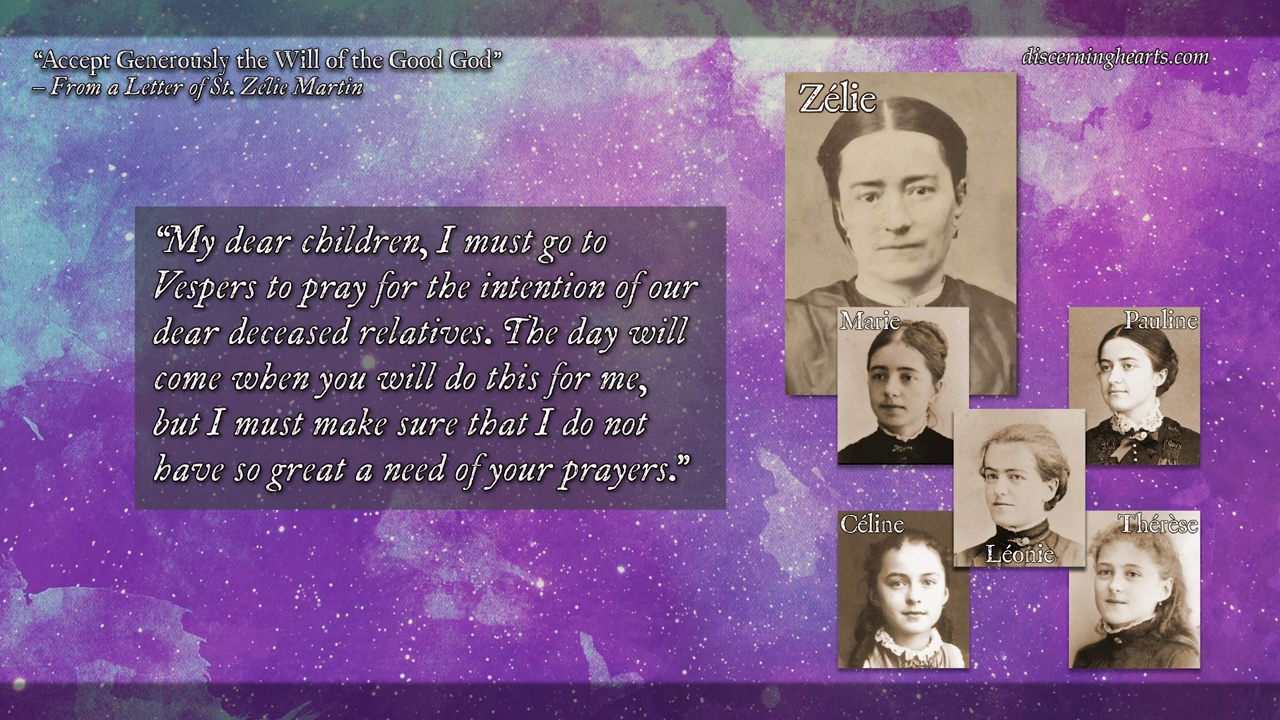 “Accept Generously the Will of the Good God”
– From a Letter of St. Zélie Martin
discerninghearts.com
Zélie
“My dear children, I must go to
Vespers to pray for the intention of our
dear deceased relatives. The day will
come when you will do this for me,
but I must make sure that I do not
have so great a need of your prayers.”
Marie
Pauline
Léonie
Céline
Thérèse